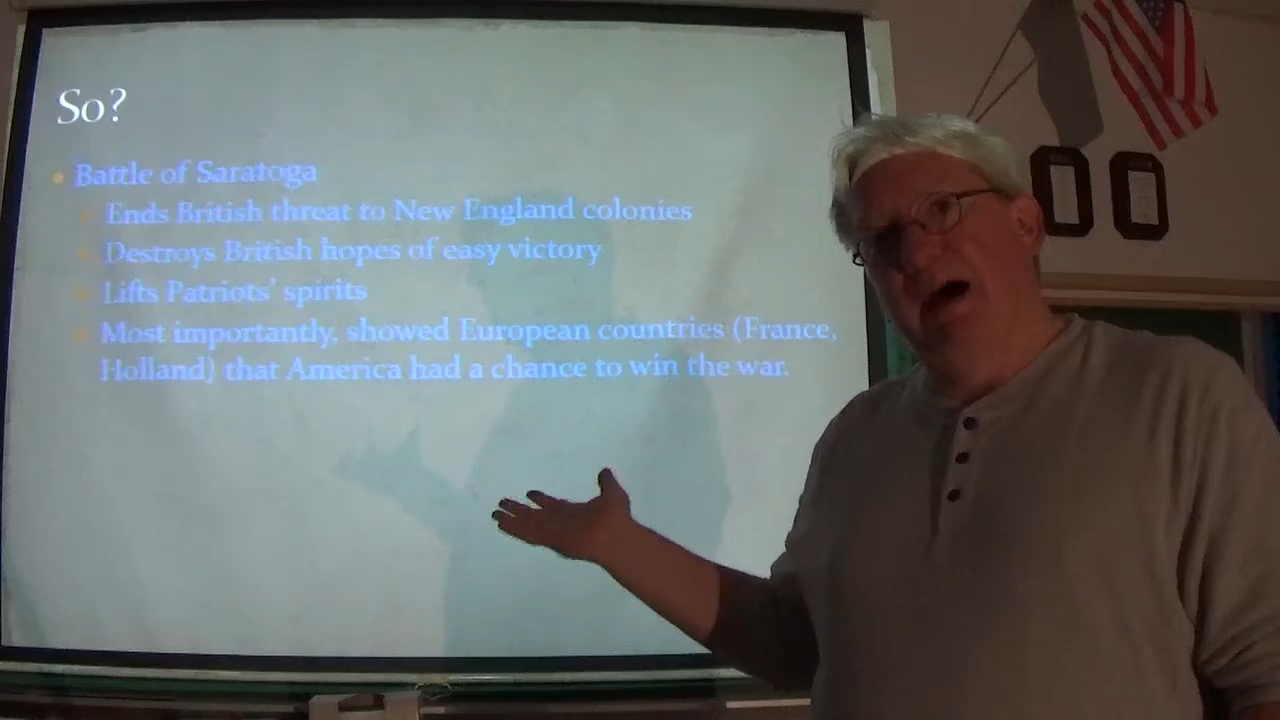 So?
Battle of Saratoga
Ends British threat to New England colonies
Destroys British hopes of easy victory
Lifts Patriots' spirits
Most importantly, showed European countries (France,
Holland) that America had a chance to win the war.